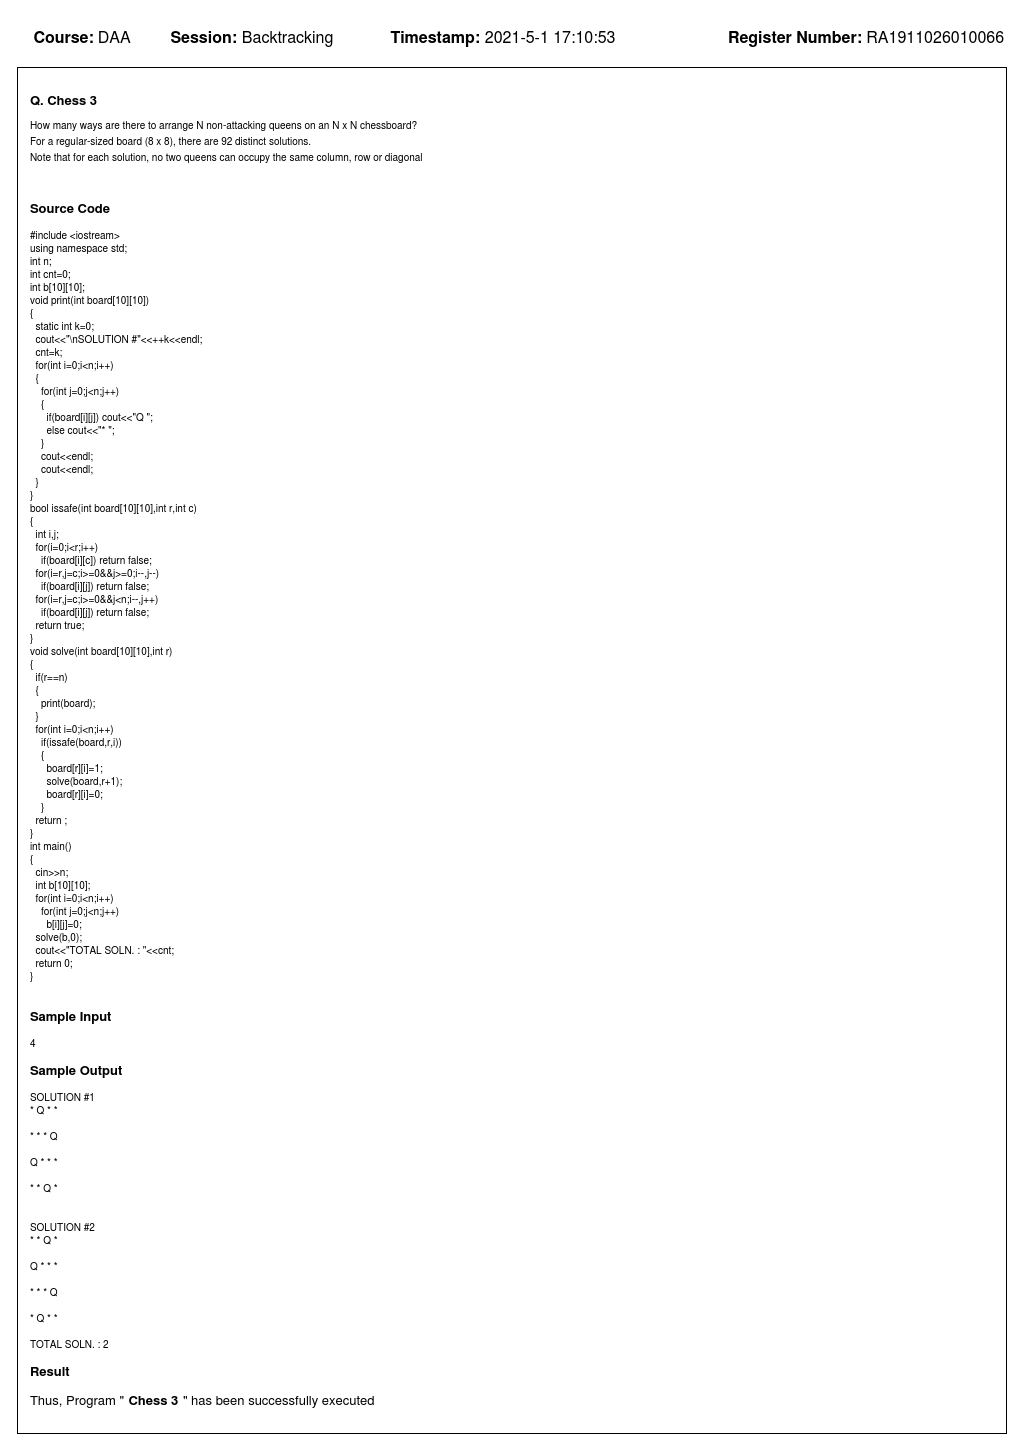 Course: DAA Session: Backtracking Timestamp: 2021-5-1 17:10:53 Register Number: RA1911026010066
Q. Chess 3
How many ways are there to arrange N non-attacking queens on an N x N chessboard?
For a regular-sized board (8 x 8), there are 92 distinct solutions.
Note that for each solution, no two queens can occupy the same column, row or diagonal
Source Code
#include <iostream>
using namespace std;
int n;
int cnt=0;
int b[10][10];
void print(int board[10][10])
{
static int k=0;
cout<<"\nSOLUTION #"<<++k<<endl;
cnt=k;
for(int i=0;i<n;i++)
{
for(int j=0;j<n;j++)
{
if(board[i][j]) cout<<"Q ";
else cout<<"* ";
}
cout<<endl;
cout<<endl;
}
}
bool issafe(int board[10][10],int r,int c)
{
int i,j;
for(i=0;i<r;i++)
if(board[i][c]) return false;
for(i=r,j=c;i>=0&&j>=0;i--,j--)
if(board[i][j]) return false;
for(i=r,j=c;i>=0&&j<n;i--,j++)
if(board[i][j]) return false;
return true;
}
void solve(int board[10][10],int r)
{
if(r==n)
{
print(board);
}
for(int i=0;i<n;i++)
if(issafe(board,r,i))
{
board[r][i]=1;
solve(board,r+1);
board[r][i]=0;
}
return ;
}
int main()
{
cin>>n;
int b[10][10];
for(int i=0;i<n;i++)
for(int j=0;j<n;j++)
b[i][j]=0;
solve(b,0);
cout<<"TOTAL SOLN. : "<<cnt;
return 0;
}
Sample Input
4
Sample Output
SOLUTION #1
* Q * *
* * * Q
Q * * *
* * Q *
SOLUTION #2
* * Q *
Q * * *
* * * Q
* Q * *
TOTAL SOLN. : 2
Result
Thus, Program " Chess 3 " has been successfully executed